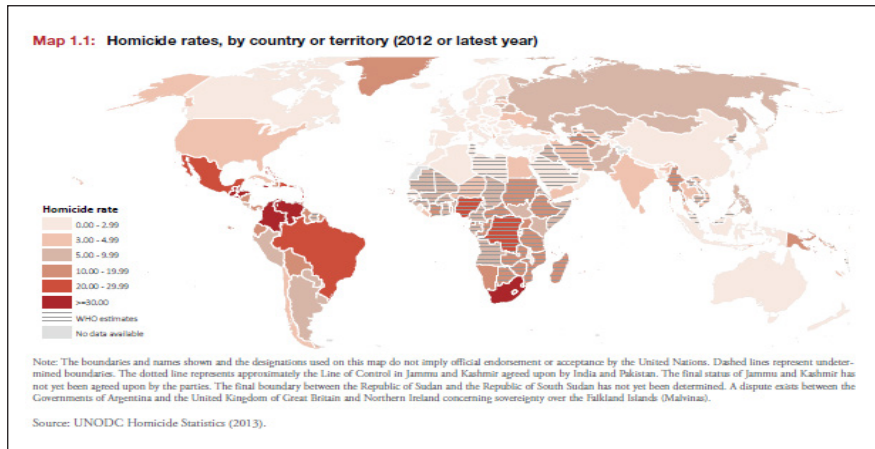 Map 1.1: Homicide rates, by country or territory (2012 or latest year)
Homicide rate
0.00 - 2.99
3.00 - 4.99
5.00 - 9.99
10.00 - 19.99
20.00 - 29.99
>=30.00
WHO estimates
No data available
Note: The boundaries and names shown and the designations used on this map do not imply official endorsement or acceptance by the United Nations. Dashed lines represent undeter-
mined boundaries. The dotted line represents approximately the Line of Control in Jammu and Kashmir agreed upon by India and Pakistan. The final status of Jammu and Kashmir has
not yet been agreed upon by the parties. The final boundary between the Republic of Sudan and the Republic of South Sudan has not yet been determined. A dispute exists between the
Governments of Argentina and the United Kingdom of Great Britain and Northern Ireland concerning sovereignty over the Falkland Islands (Malvinas).
Source: UNODC Homicide Statistics (2013).